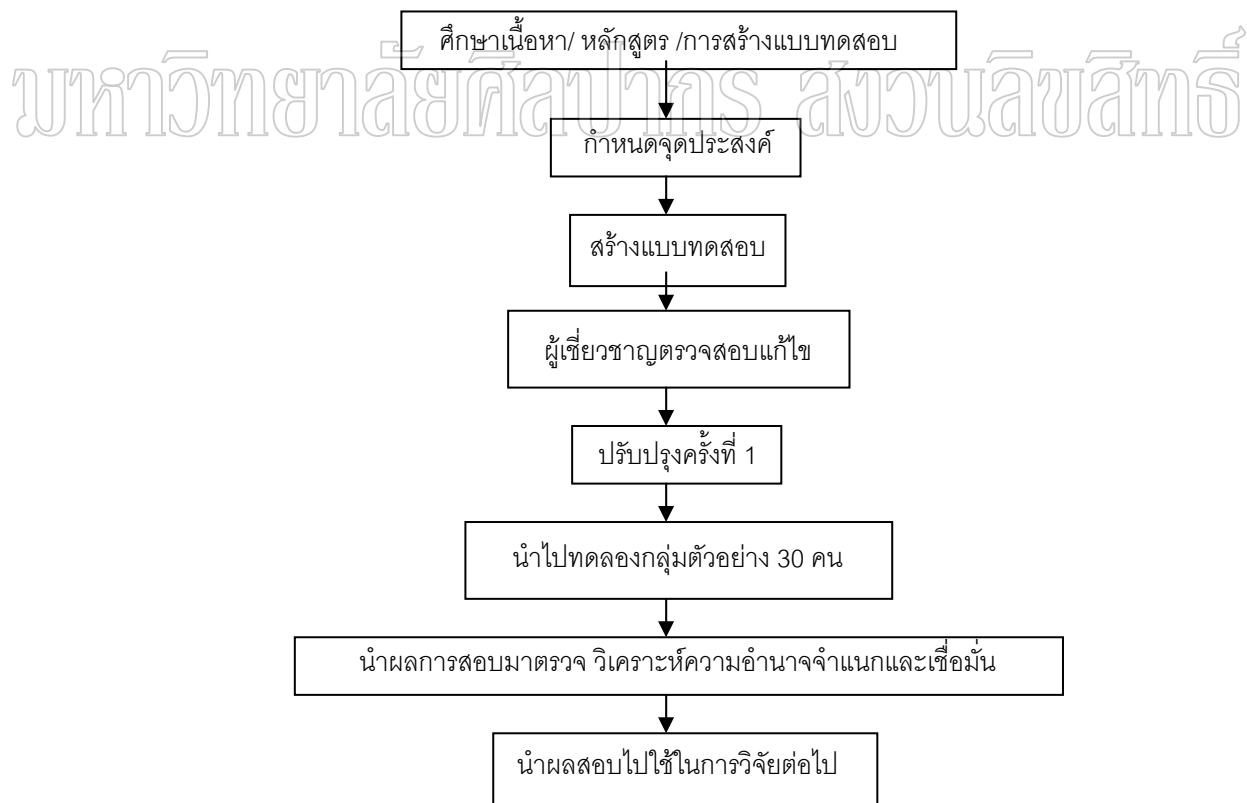 ศึกษาเนื้อหา/ หลักสูตร /การสร้างแบบทดสอบ
มหาวิทยาลัยศิลปากร สงวนลิขสิทธิ์
กำหนดจุดประสงค์
สร้างแบบทดสอบ
ผู้เชี่ยวชาญตรวจสอบแก้ไข
ปรับปรุงครั้งที่ 1
นำไปทดลองกลุ่มตัวอย่าง 30 คน
นำผลการสอบมาตรวจ วิเคราะห์ความอำนาจจำแนกและเชื่อมั่น
นำผลสอบไปใช้ในการวิจัยต่อไป